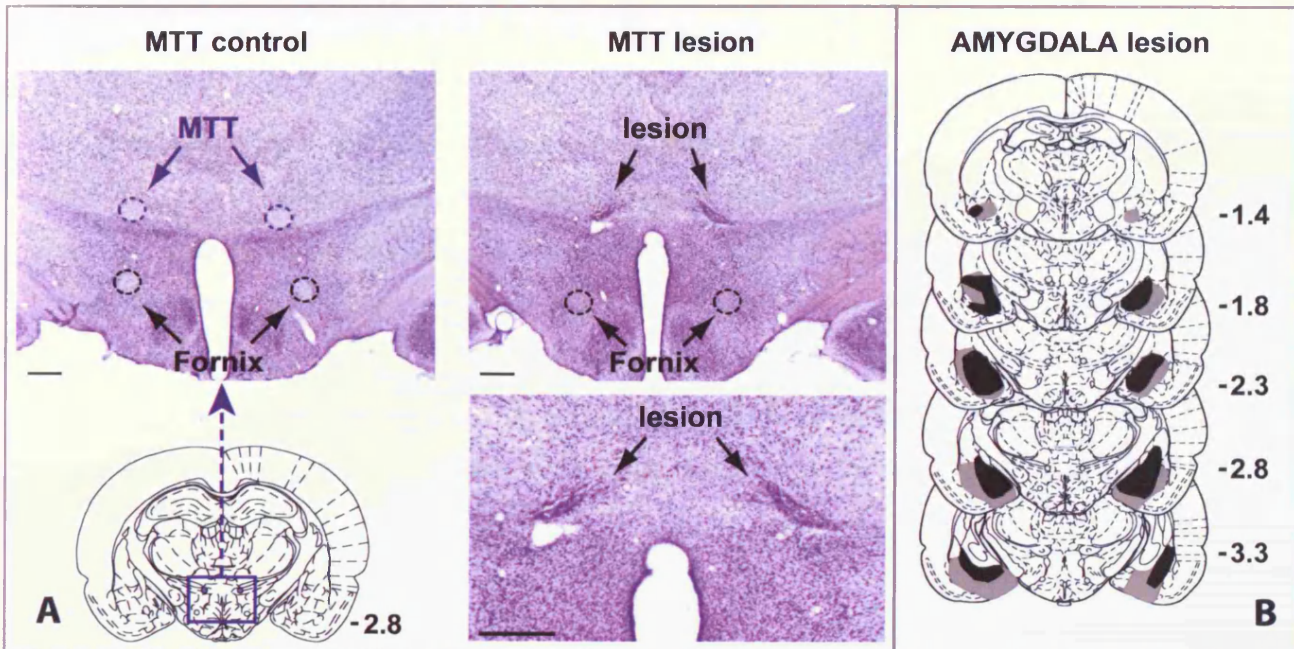 MTT control
MTT lesion
AMYGDALA lesion
MTT
lesion
Fornix
Fornix
lesion
A
-2.8
-1.4
-1.8
-2.3
-2.8
-3.3
B